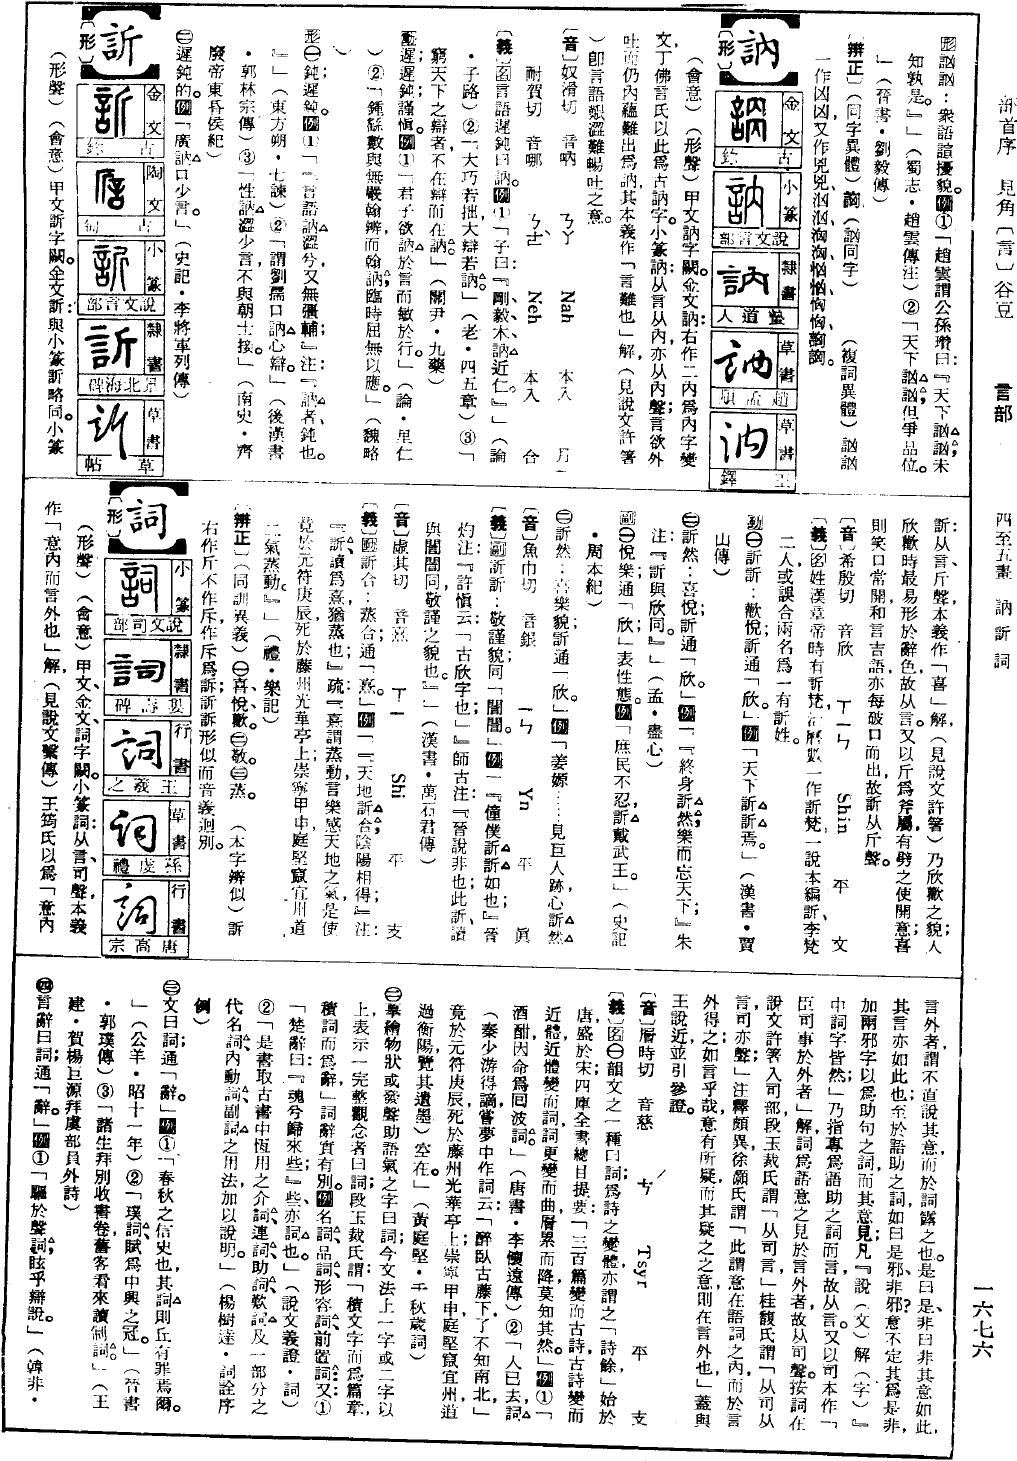 部首序　見角〔言〕谷豆　言部　四至五畫　訥訢詞　一六七六
形訩訩：衆語諠擾貌。例①「趙雲謂公孫瓚曰：『天下訩訩，未
知孰是。』」（蜀志・趙雲傳注）②「天下訩訩，但爭品位。
」（晉書・劉毅傳）
〔辨正〕（同字異體）（訩同字）（複詞異體）訩訩
訥
〔形〕
金文　古鉨
小篆　說文言部
隸書　蟄道人
草書　趙孟頫
草書　王鐸
（會意）（形聲）甲文訥字闕。金文訥：右作二內爲內字變
文，丁佛言氏以此爲古訥字。小篆訥：从言从內，亦从內聲；言欲外
吐而仍內蘊難出爲訥，其本義作「言難也」解，（見說文許箸
）卽言語艱澀難暢吐之意。
〔音〕奴滑切　音吶　ㄋㄚˋ　Nah　本入　月
耐賀切　音哪　ㄋㄜˋ　Neh　本入　合
〔義〕名言語遲鈍曰訥。例①「子曰：『剛毅木訥，近仁。』」（論
・子路）②「大巧若拙，大辯若訥。」（老・四五章）③「
窮天下之辯者，不在辯而在訥。」（關尹・九藥）
動遲遲鈍謹愼。例①「君子欲訥於言而敏於行。」（論・里仁
）②「鍾繇數與無嚴翰辨，而翰訥，臨時屈無以應。」（魏略
）
形㊀鈍遲鈍。例①「言語訥澀兮，又無彊輔。』注：『訥者，鈍也。
』」（東方朔・七諫）②「謂劉儒口訥心辯。」（後漢書
・郭林宗傳）③「性訥澀少言，不與朝士接。」（南史・齊
廢帝東昏侯紀）
㊁遲鈍的。例「廣訥口少言。」（史記・李將軍列傳）
訢
〔形〕
金文　古鉨
陶文　古匋
小篆　說文言部
隸書　景北海碑
草書　草帖
（形聲）（會意）甲文訢字闕。金文訢：與小篆訢略同。小篆
訢：从言斤聲，本義作「喜」解，（見說文許箸）乃欣歡之貌；人
欣歡時最易形於辭色，故从言。又以斤爲斧屬，有劈之使開意；喜
則笑口常開，和言吉語亦每破口而出，故訢从斤聲。
〔音〕希殷切　音欣　ㄒㄧㄣ　Shin　平　文
〔義〕名姓，漢章帝時有訢梵，一作訢梵，一說本編訢、李梵
二人，或誤合兩名爲一，有訢姓。
動㊀訢訢：歡悅，訢通「欣」。例「天下訢訢焉。」（漢書・賈
山傳）
㊁訢然：喜悅；訢通「欣」。例「『終身訢然，樂而忘天下。』朱
注：『訢與欣同。』」（孟・盡心）
副㊀悅樂，通「欣」，表性態。例「庶民不忍，訢戴武王。」（史記
・周本紀）
㊁訢然：喜樂貌；訢通「欣」。例「姜嫄……見巨人跡，心訢然
〔音〕魚巾切　音銀　ㄧㄣˊ　Yn　平　眞
〔義〕副訢訢：敬謹貌，同「誾誾」。例「『僮僕訢訢如也。』晉
灼注：『許愼云：「古欣字也。」』師古注：『晉說非也，此訢讀
與誾誾同，敬謹之貌也。』」（漢書・萬石君傳）
〔音〕虛其切　音熹　ㄒㄧ　Shi　平　支
〔義〕動訢合：蒸合，通「熹」。例「『天地訢合，陰陽相得。』注：
『訢讀爲熹，熹猶蒸也。』疏：『熹謂蒸動，言樂感天地之氣，是使
竟於元符庚辰，死於藤州光華亭上。崇寧甲申，庭堅竄宜州，道
二氣蒸動。』」（禮・樂記）
〔辨正〕（同訓異義）㊀喜、悅、歡。㊁敬。㊂蒸。（本字辨似）訢
右作斤，不作斥；斥作斥爲訴，訢訴形似而音義迥別。
詞
〔形〕
小篆　說文司部
隸書　婁壽碑
行書　王羲之
草書　孫虔禮
行書　唐高宗
（形聲）（會意）甲文、金文詞字闕。小篆詞：从言、司聲，本義
作「意內而言外也」解，（見說文繫傳）王筠氏以爲「意內
言外者，謂不直說其意而於詞露之也。是曰是，非曰非，其意如此，
其言亦如此也；至於語助之詞，如曰是邪非邪？意不定其爲是非，
加兩邪字以爲助句之詞，而其意見。凡『說（文）解（字）』
中詞字皆然」乃指專爲語助之詞而言，故从言。又以司本作「
臣司事於外者」解，詞爲語意之見於言外者，故从司聲。按詞在
說文許箸入司部，段玉裁氏謂「从司言」，桂馥氏謂「从司从
言，司亦聲」，注釋頗異，徐灝氏謂「此謂意在語詞之內，而於言
外得之，如言乎哉，意有所疑，而其疑之之意則在言外也」，蓋與
王說近，並引參證。
〔音〕層時切　音慈　ㄘˊ　Tsyr　平　支
〔義〕名㊀韻文之一種曰詞；爲詩之變體，亦謂之「詩餘」，始於
唐，盛於宋。四庫全書總目提要：「三百篇變而古詩，古詩變而
近體，近體變而詞，詞更變而曲，層累而降，莫知其然。」例①「
酒酣，因命爲回波詞。」（唐書・李懷遠傳）②「人已去，詞
（秦少游得謫，嘗夢中作詞云：「醉臥古藤下，了不知南北。」
竟於元符庚辰，死於藤州光華亭上。崇寧甲申，庭堅竄宜州，道
過衡陽，覽其遺墨）空在。」（黃庭堅・千秋歲詞）
㊁摹繪物狀或發聲助語氣之字曰詞；今文法上一字或二字以
上表示一完整觀念者曰詞。段玉裁氏謂：「積文字而爲篇章，
積詞而爲辭，」詞辭實有別。例名詞、品詞、形容詞、前置詞。又①
「楚辭曰：『魂兮歸來些，』些亦詞也。」（說文義證・詞）
②「是書取古書中恆用之介詞、連詞、助詞、歎詞及一部分之
代名詞、內動詞、副詞之用法加以說明。」（楊樹達・詞詮序
例）
㊂文曰詞，通「辭」。例①「春秋之信史也，其詞則丘有罪焉爾。
」（公羊・昭十一年）②「璞詞賦爲中興之冠。」（晉書
・郭璞傳）③「諸生拜別收書卷，舊客看來讀制詞。」（王
建・賀楊巨源拜虞部員外詩）
㊃言辭曰詞，通「辭」。例①「驅於聲詞，眩乎辯說。」（韓非・